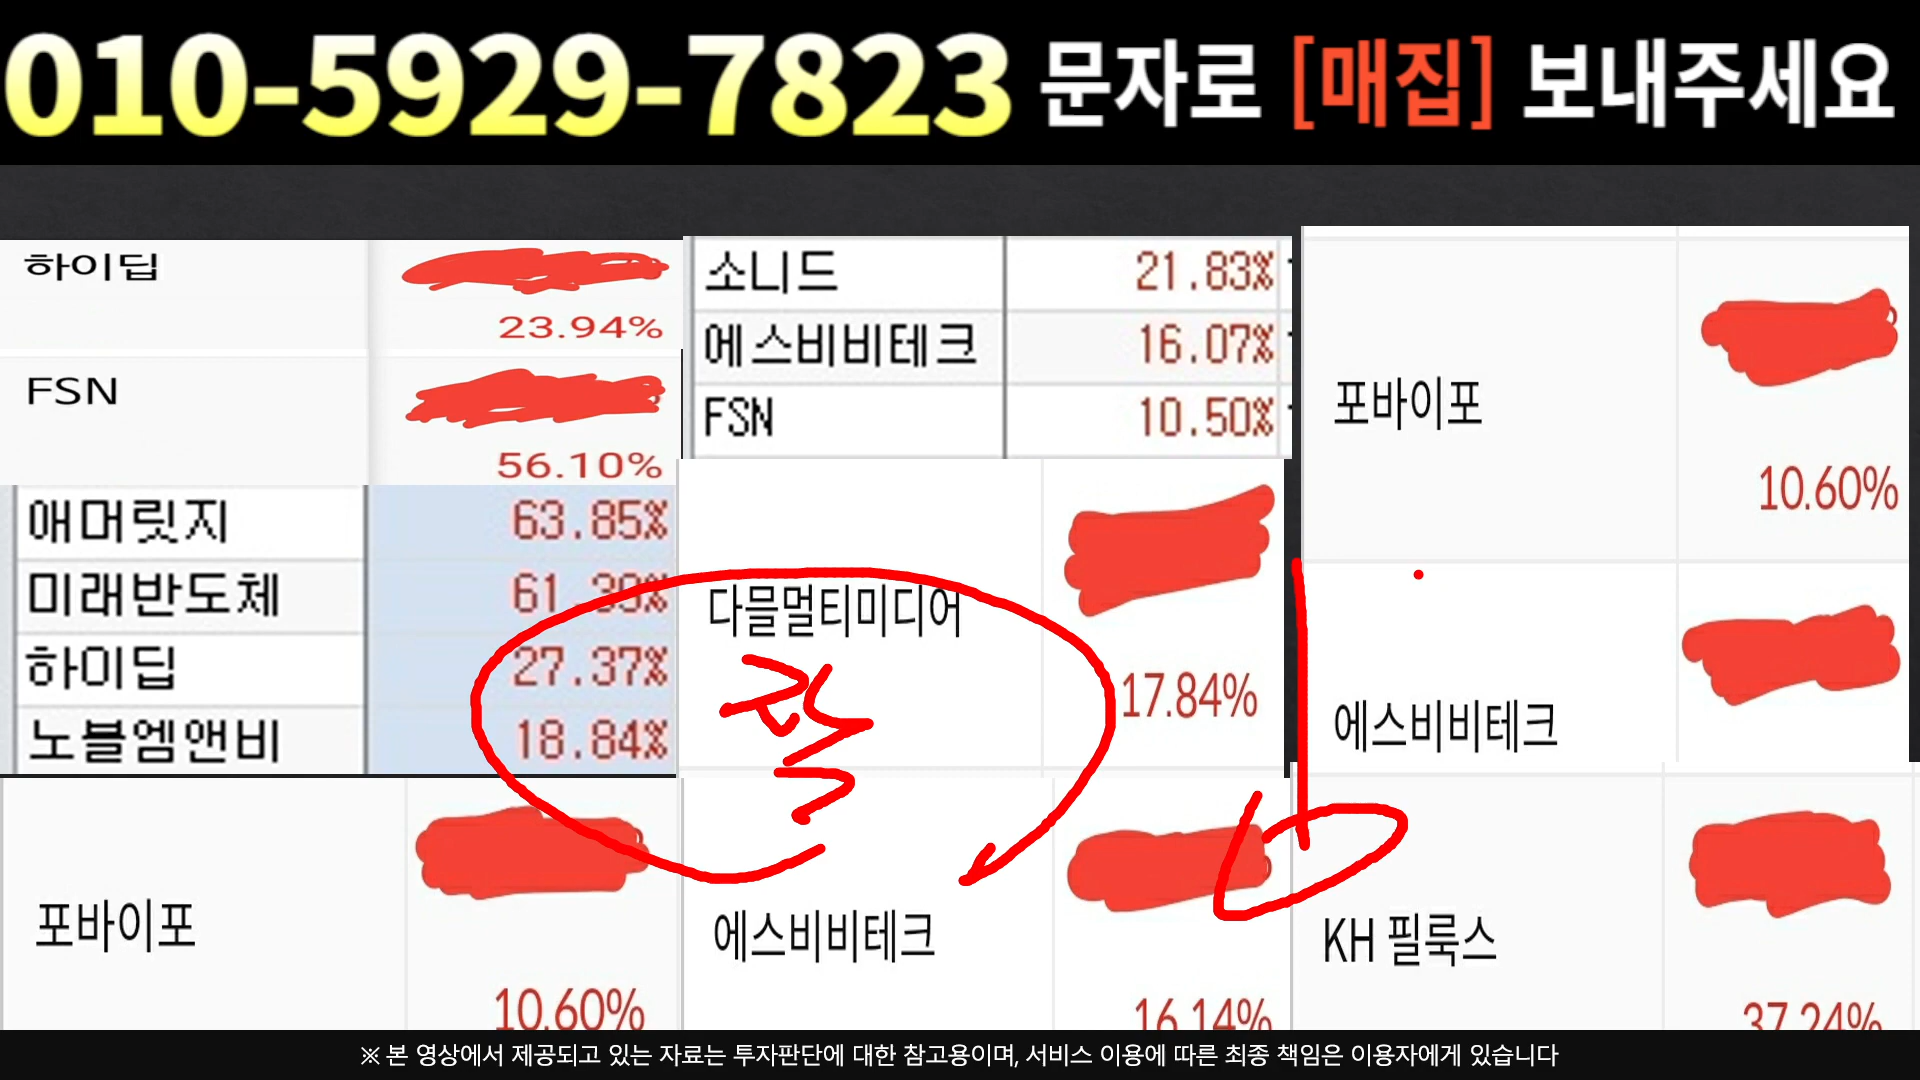 010-5929-7823 문자로 [매집] 보내주세요
하이딥
23.94%
FSN
56.10%
애머릿지 63.85%
미래반도체 61.39%
하이딥 27.37%
노블엠앤비 18.84%
소니드 21.83%
에스비비테크 16.07%
FSN 10.50%
다믈멀티미디어
17.84%
포바이포
10.60%
에스비비테크
포바이포
10.60%
에스비비테크
16.14%
KH 필룩스
37.24%
※ 본 영상에서 제공되고 있는 자료는 투자판단에 대한 참고용이며, 서비스 이용에 따른 최종 책임은 이용자에게 있습니다